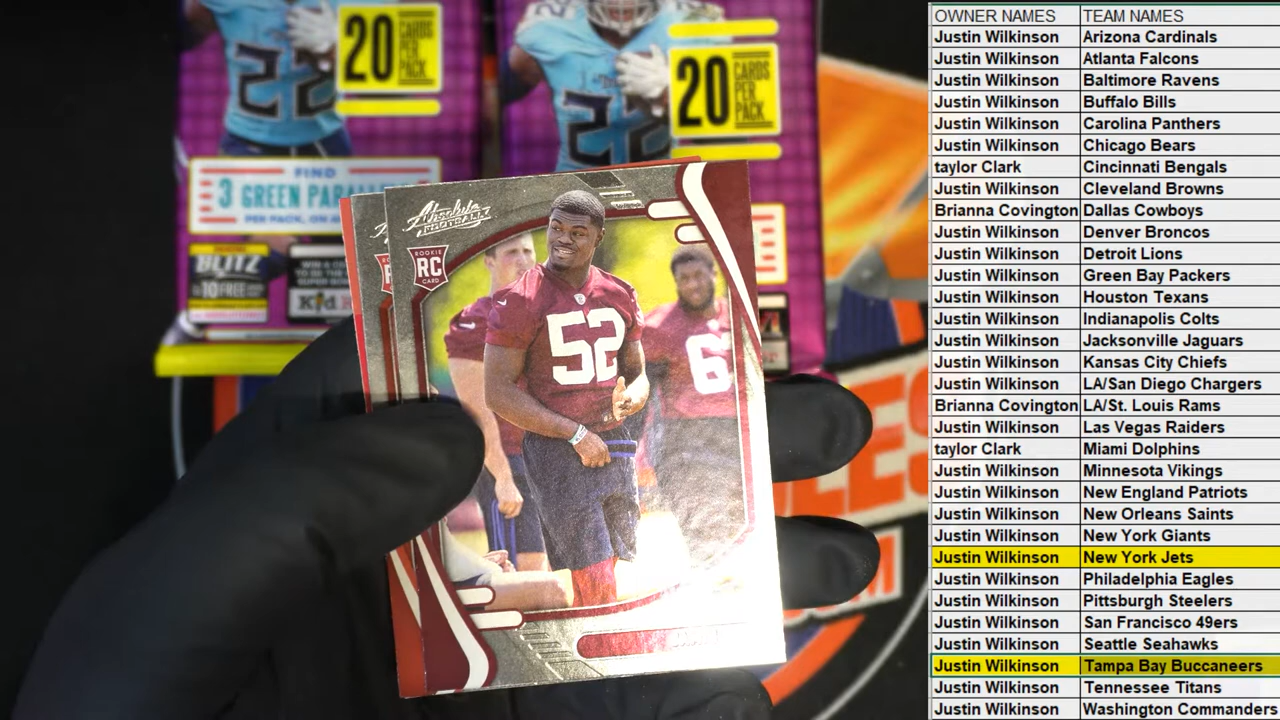 20 CARDS PER PACK
20 CARDS PER PACK
22
22
FIND
3 GREEN PARAL
BLITZ
10 FREE
Absolute
FOOTBALL
ROOKIE
RC
CARD
52
6
OWNER NAMES TEAM NAMES
Justin Wilkinson Arizona Cardinals
Justin Wilkinson Atlanta Falcons
Justin Wilkinson Baltimore Ravens
Justin Wilkinson Buffalo Bills
Justin Wilkinson Carolina Panthers
Justin Wilkinson Chicago Bears
taylor Clark Cincinnati Bengals
Justin Wilkinson Cleveland Browns
Brianna Covington Dallas Cowboys
Justin Wilkinson Denver Broncos
Justin Wilkinson Detroit Lions
Justin Wilkinson Green Bay Packers
Justin Wilkinson Houston Texans
Justin Wilkinson Indianapolis Colts
Justin Wilkinson Jacksonville Jaguars
Justin Wilkinson Kansas City Chiefs
Justin Wilkinson LA/San Diego Chargers
Brianna Covington LA/St. Louis Rams
Justin Wilkinson Las Vegas Raiders
taylor Clark Miami Dolphins
Justin Wilkinson Minnesota Vikings
Justin Wilkinson New England Patriots
Justin Wilkinson New Orleans Saints
Justin Wilkinson New York Giants
Justin Wilkinson New York Jets
Justin Wilkinson Philadelphia Eagles
Justin Wilkinson Pittsburgh Steelers
Justin Wilkinson San Francisco 49ers
Justin Wilkinson Seattle Seahawks
Justin Wilkinson Tampa Bay Buccaneers
Justin Wilkinson Tennessee Titans
Justin Wilkinson Washington Commanders